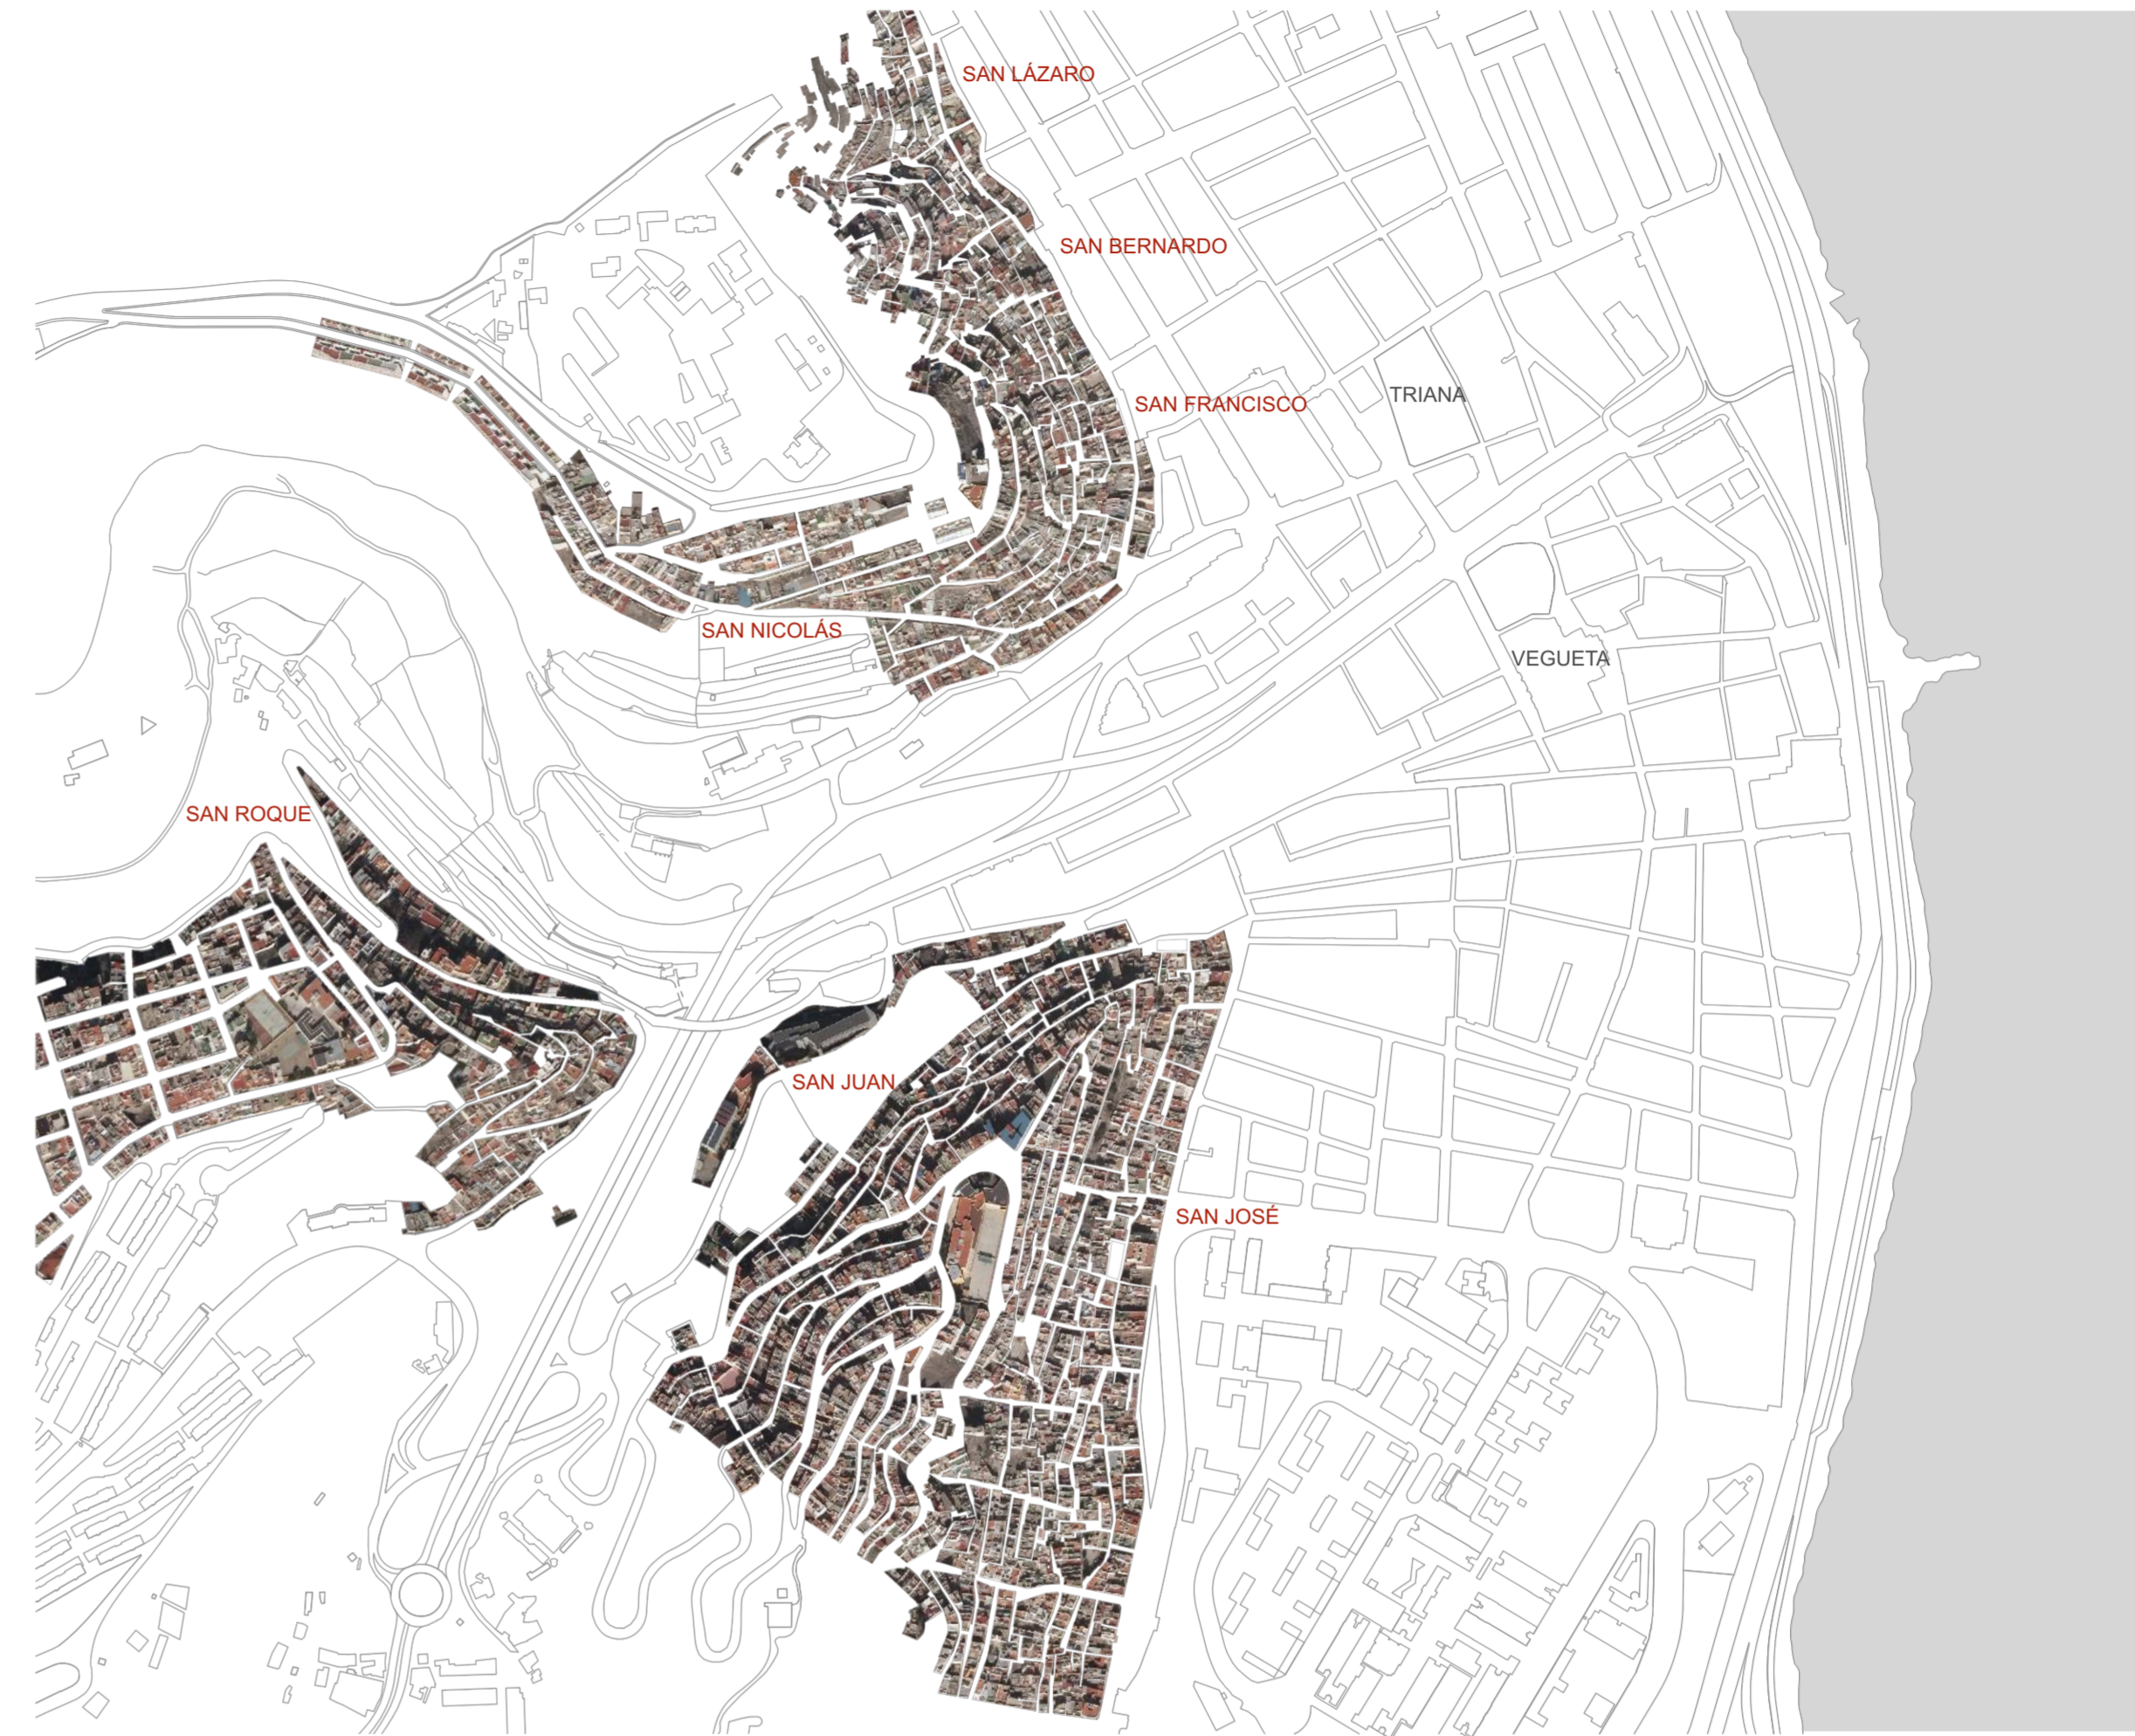 SAN LÁZARO
SAN BERNARDO
TRIANA
SAN FRANCISCO
SAN NICOLÁS
VEGUETA
SAN ROQUE
SAN JUAN
SAN JOSÉ